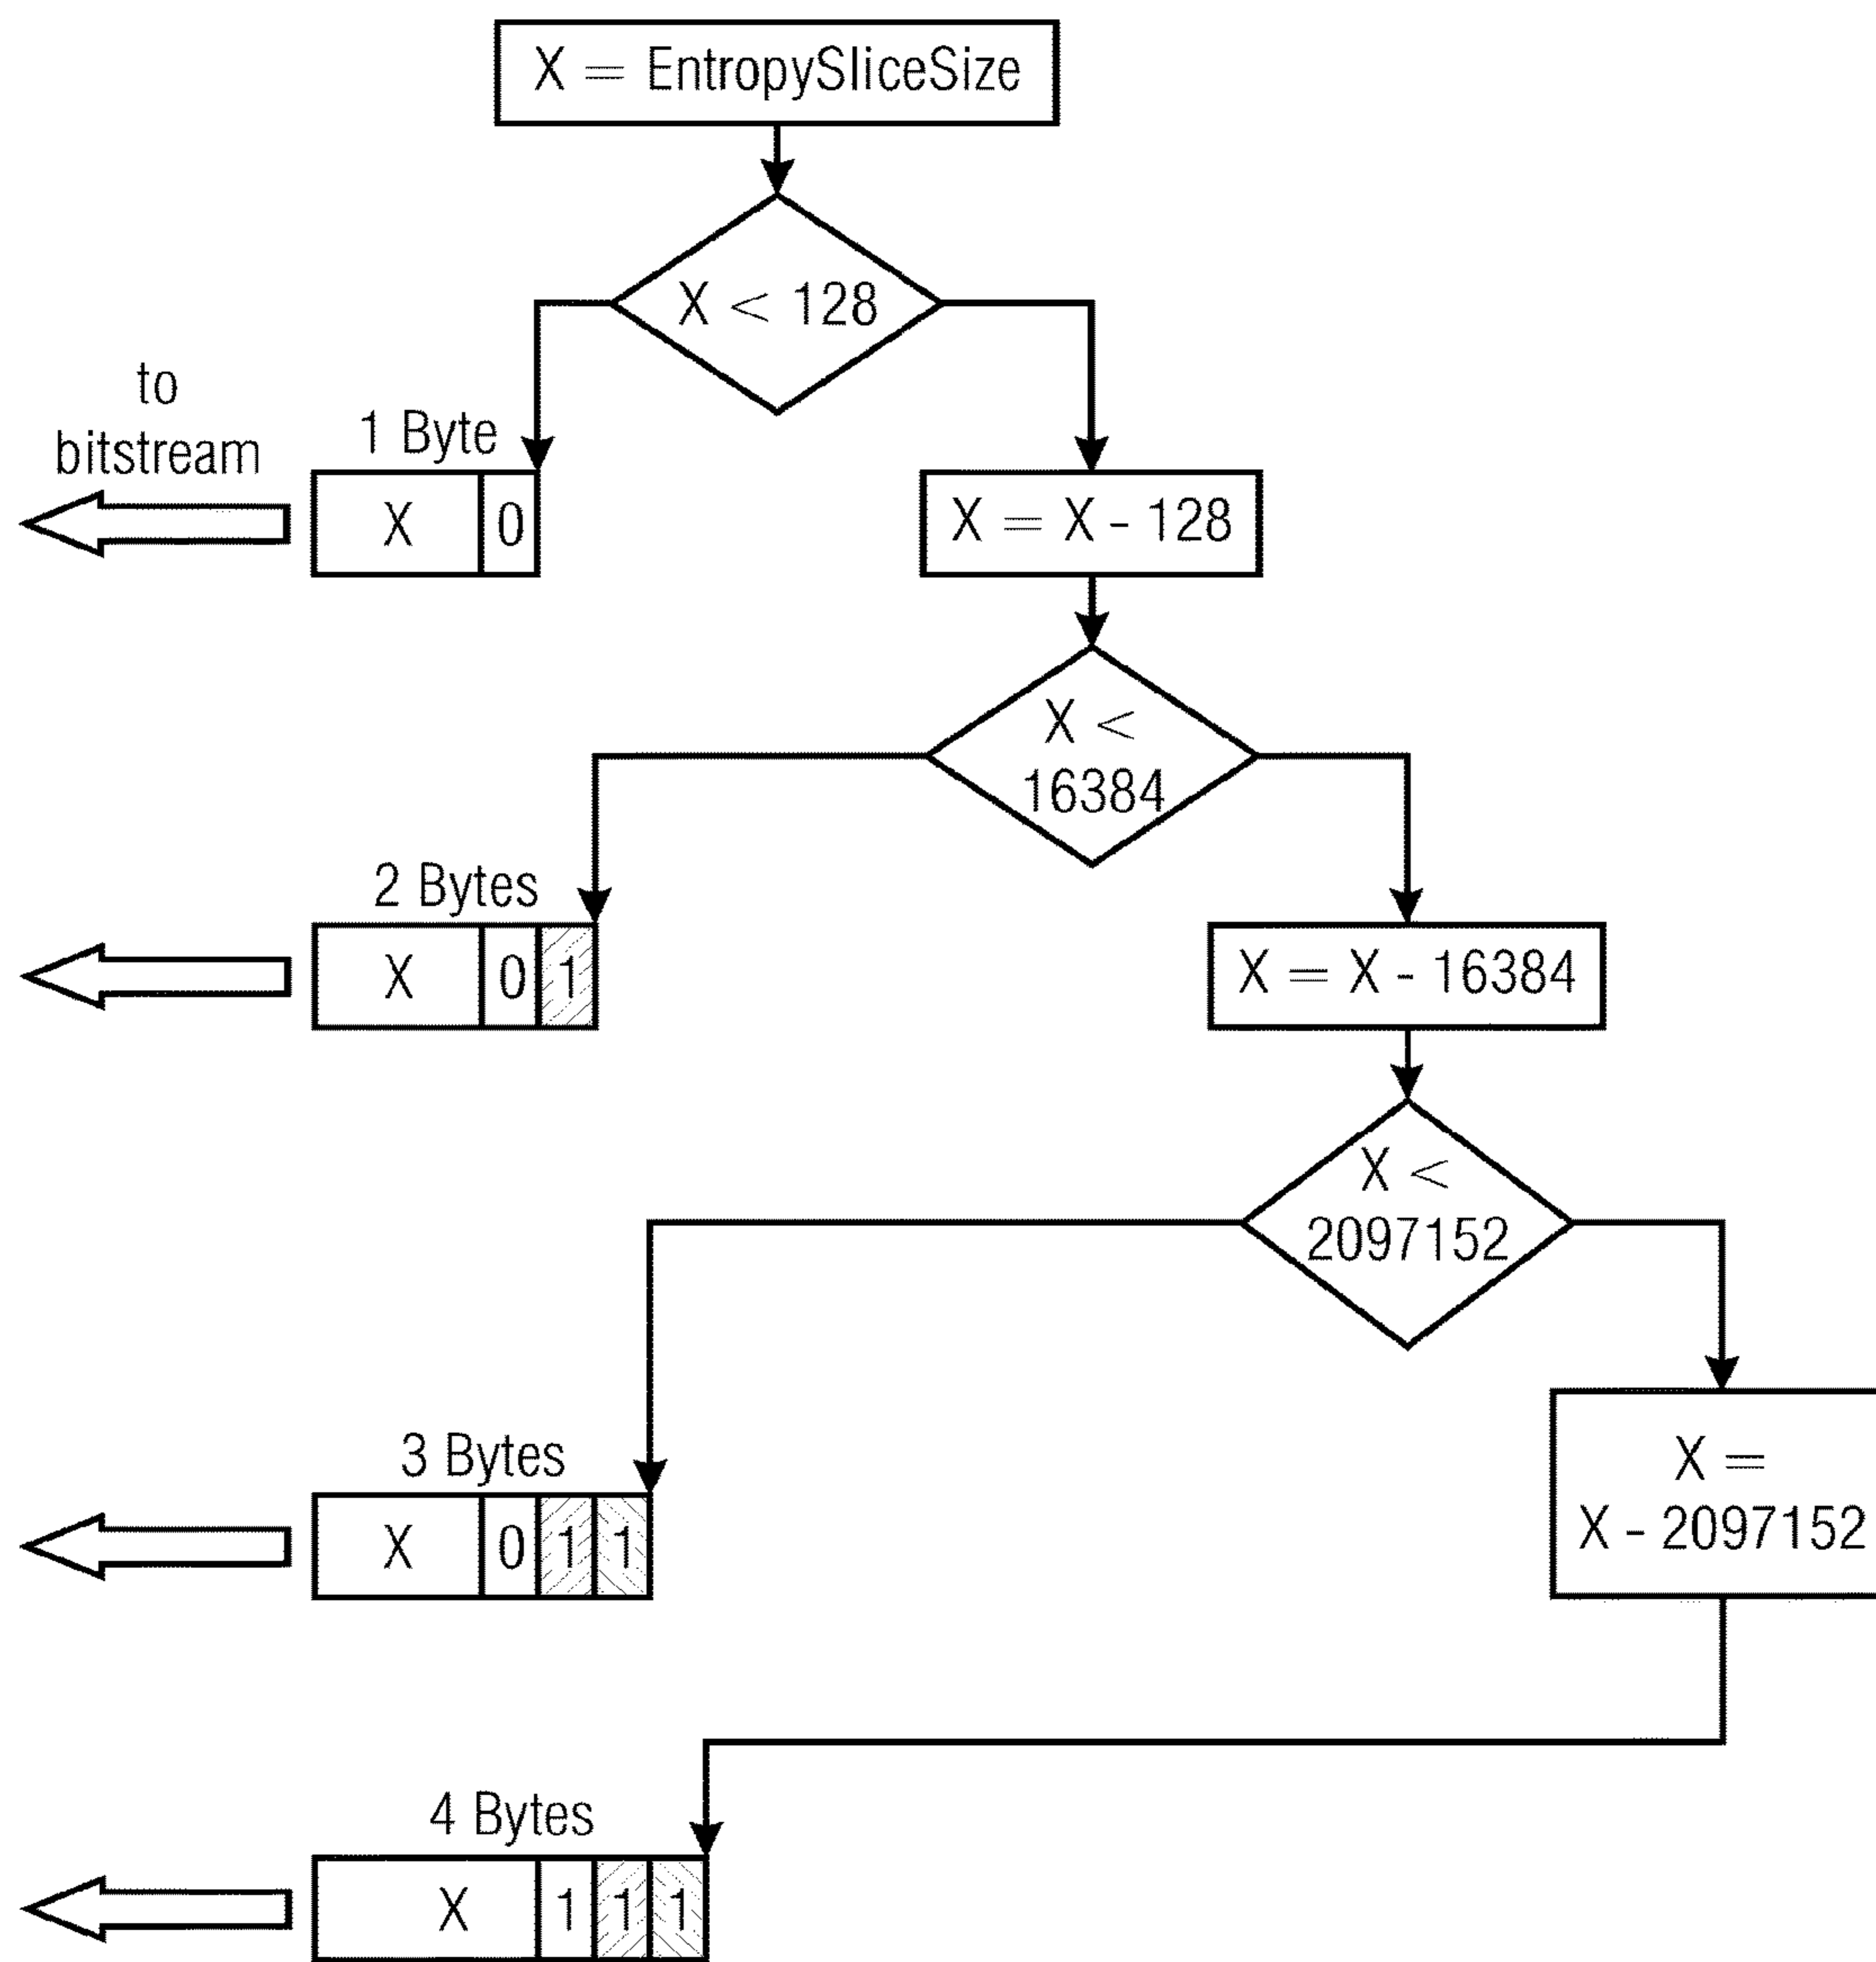 X = EntropySliceSize
X < 128
to
bitstream
1 Byte
X 0
X = X - 128
X <
16384
2 Bytes
X 0 1
X = X - 16384
X <
2097152
3 Bytes
X 0 1 1
X =
X - 2097152
4 Bytes
X 1 1 1